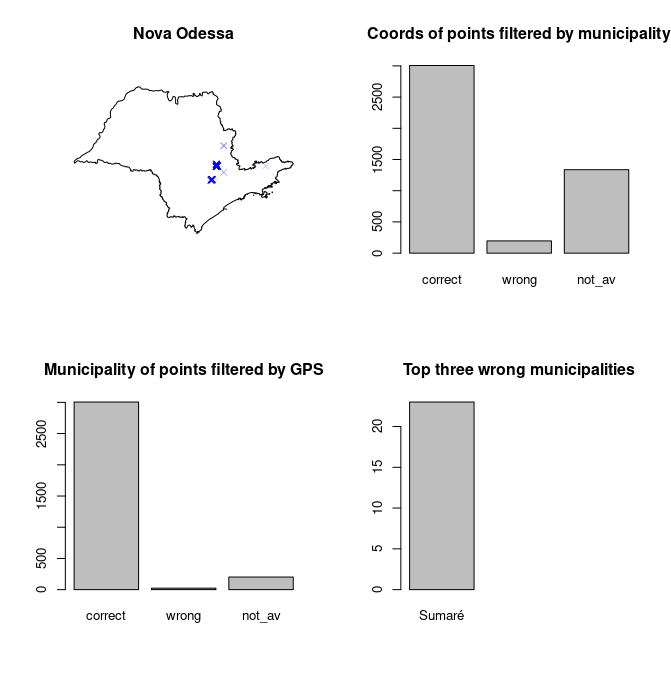 Nova Odessa
Coords of points filtered by municipality
2500
1500
500
0
correct wrong not_av
Municipality of points filtered by GPS
2500
1500
500
0
correct wrong not_av
Top three wrong municipalities
20
15
10
5
0
Sumaré